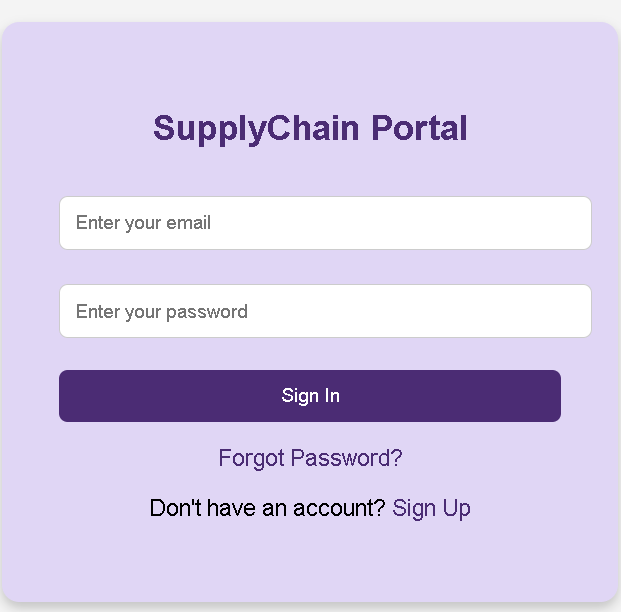 SupplyChain Portal
Enter your email
Enter your password
Sign In
Forgot Password?
Don't have an account? Sign Up